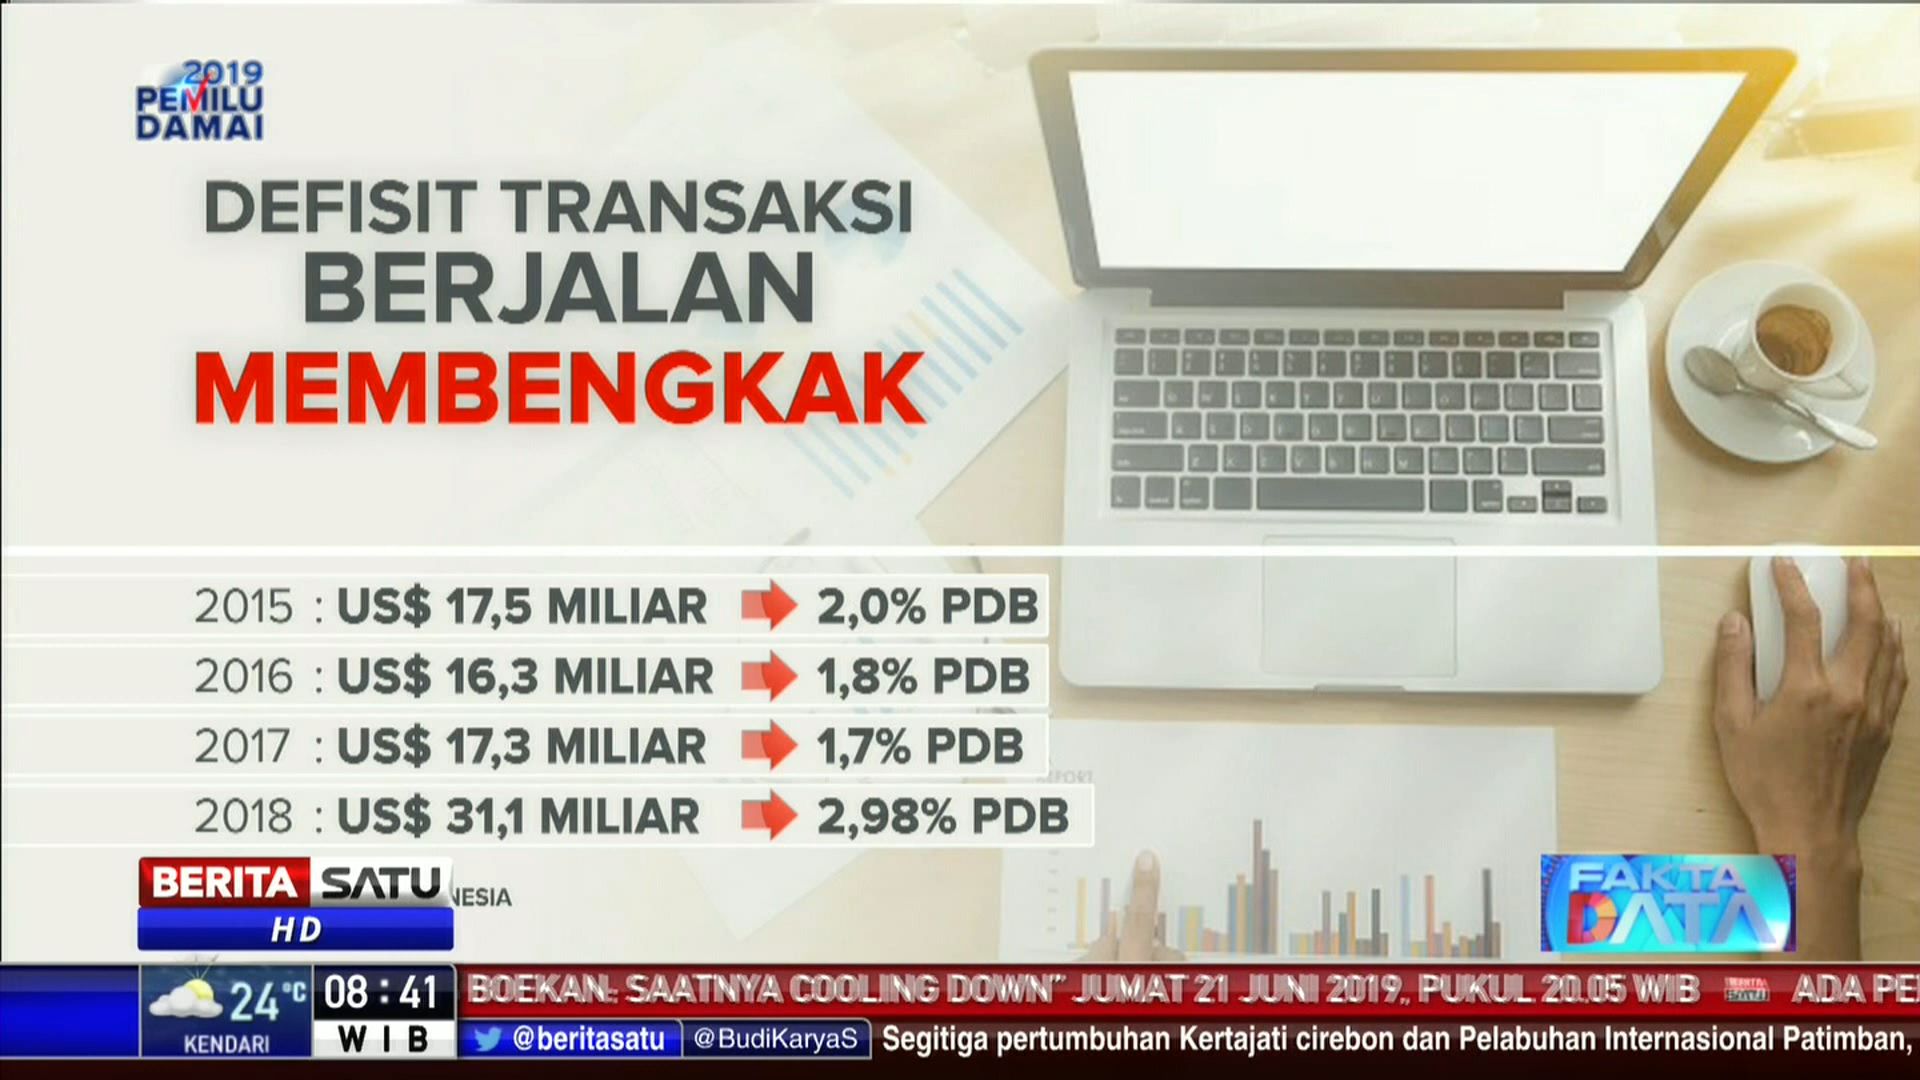 2019
PEMILU
DAMAI
DEFISIT TRANSAKSI
BERJALAN
MEMBENGKAK
2015 : US$ 17,5 MILIAR 2,0% PDB
2016 : US$ 16,3 MILIAR 1,8% PDB
2017 : US$ 17,3 MILIAR 1,7% PDB
2018 : US$ 31,1 MILIAR 2,98% PDB
BERITA SATU
HD
FAKTA
DATA
24°C
KENDARI
08:41
WIB
BOEKAN: SAATNYA COOLING DOWN" JUMAT 21 JUNI 2019, PUKUL 20.05 WIB ADA
@beritasatu @BudiKaryaS Segitiga pertumbuhan Kertajati cirebon dan Pelabuhan Internasional Patimban,